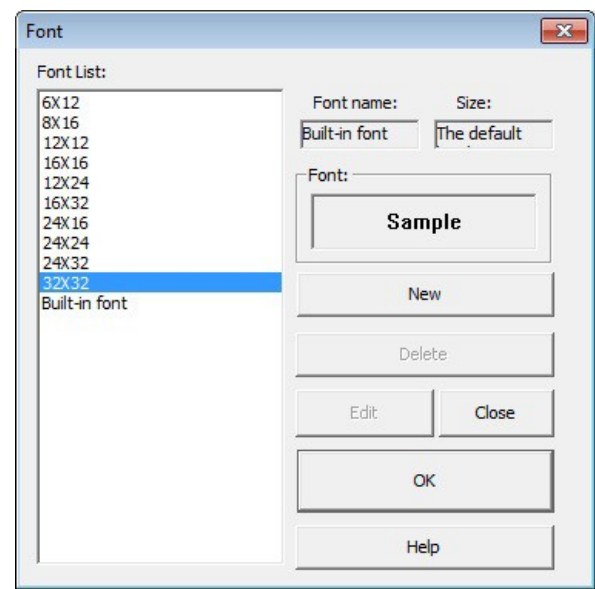 Font
Font List:
6X12
8X16
12X12
16X16
12X24
16X32
24X16
24X24
24X32
32X32
Built-in font
Font name:
Size:
Built-in font
The default
Font:
Sample
New
Delete
Edit
Close
OK
Help